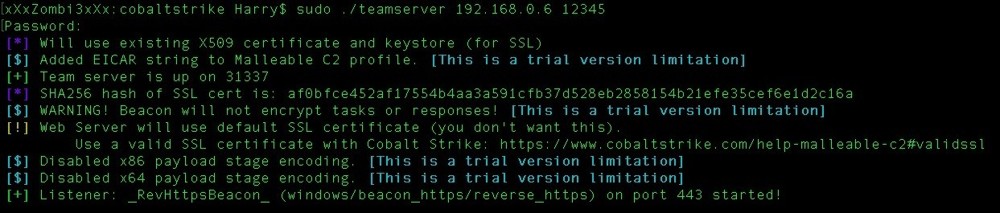 [xXxZombi3xXx:cobaltstrike Harry$ sudo ./teamserver 192.168.0.6 12345
[Password:
[*] Will use existing X509 certificate and keystore (for SSL)
[$] Added EICAR string to Malleable C2 profile. [This is a trial version limitation]
[+] Team server is up on 31337
[*] SHA256 hash of SSL cert is: af0bfce452af17554b4aa3a591cfb37d528eb2858154b21efe35cef6e1d2c16a
[$] WARNING! Beacon will not encrypt tasks or responses! [This is a trial version limitation]
[!] Web Server will use default SSL certificate (you don't want this).
Use a valid SSL certificate with Cobalt Strike: https://www.cobaltstrike.com/help-malleable-c2#validssl
[$] Disabled x86 payload stage encoding. [This is a trial version limitation]
[$] Disabled x64 payload stage encoding. [This is a trial version limitation]
[+] Listener: _RevHttpsBeacon_ (windows/beacon_https/reverse_https) on port 443 started!